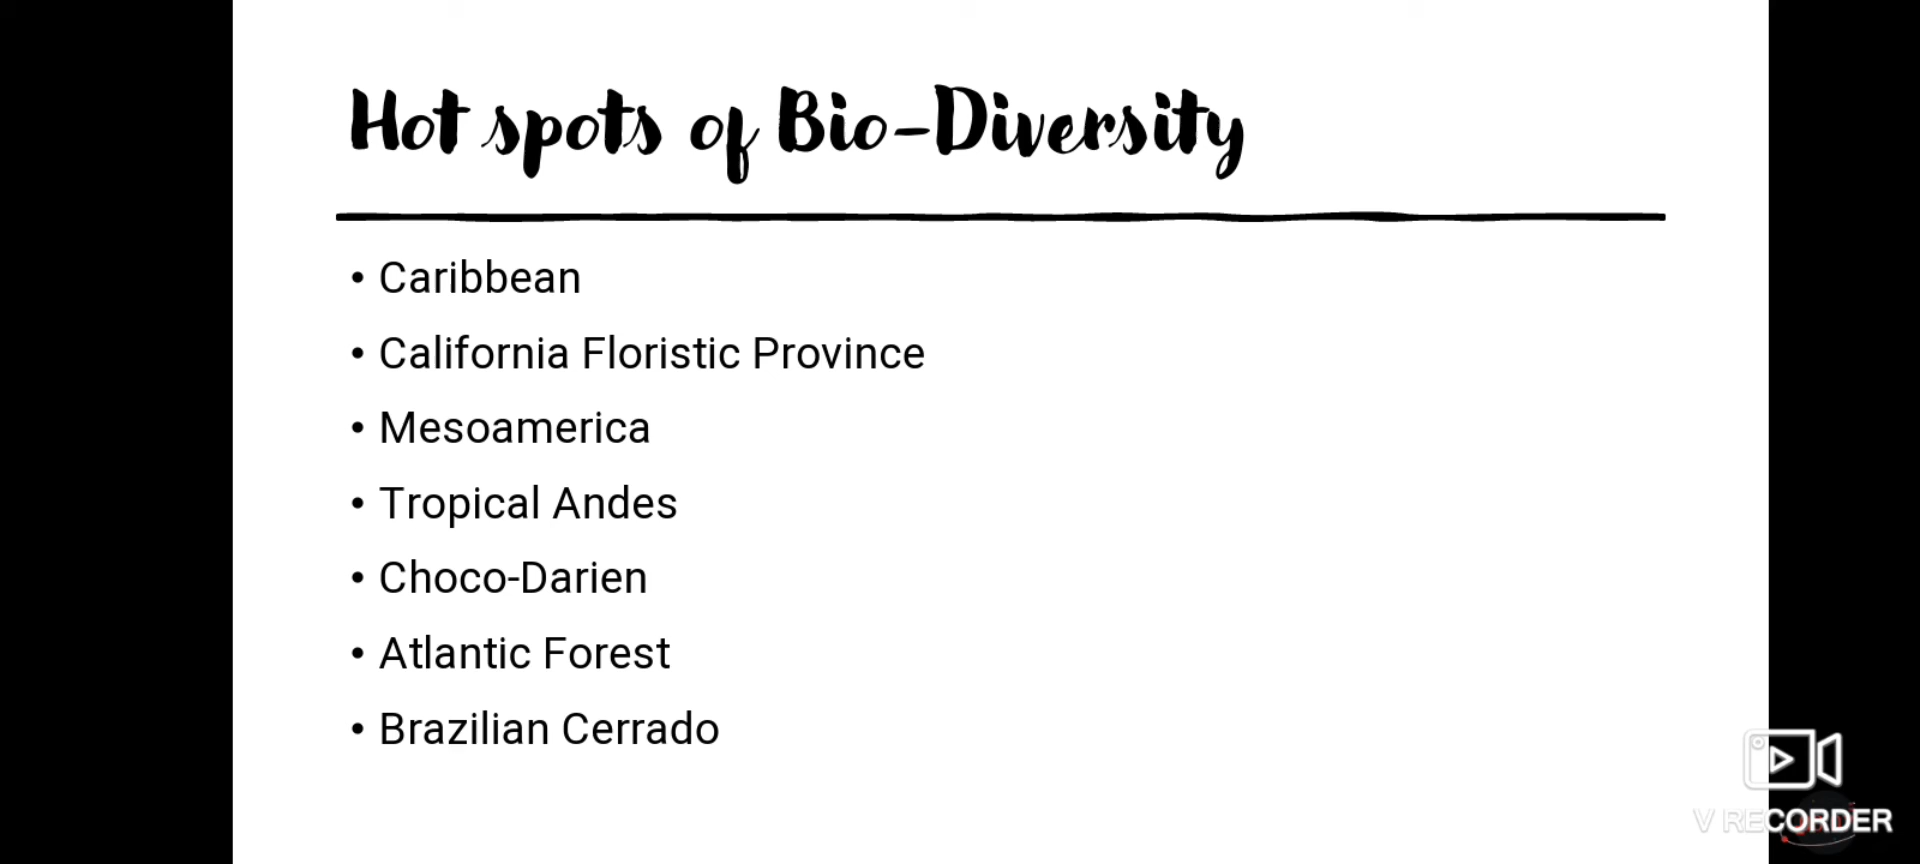 Hot spots of Bio-Diversity
• Caribbean
• California Floristic Province
• Mesoamerica
• Tropical Andes
• Choco-Darien
• Atlantic Forest
• Brazilian Cerrado
V RECORDER